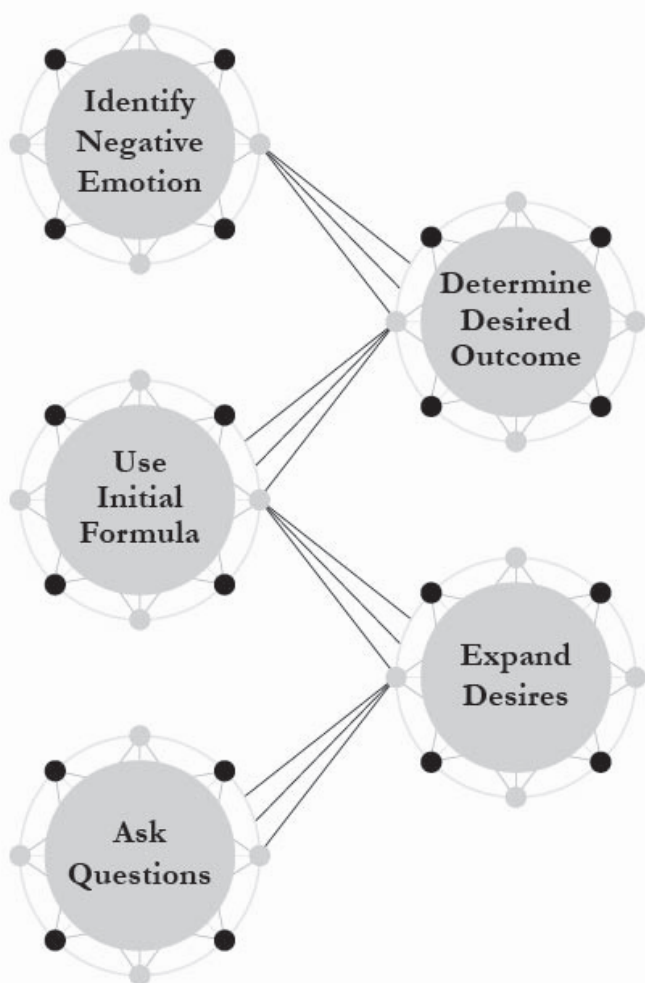 Identify
Negative
Emotion
Determine
Desired
Outcome
Use
Initial
Formula
Expand
Desires
Ask
Questions